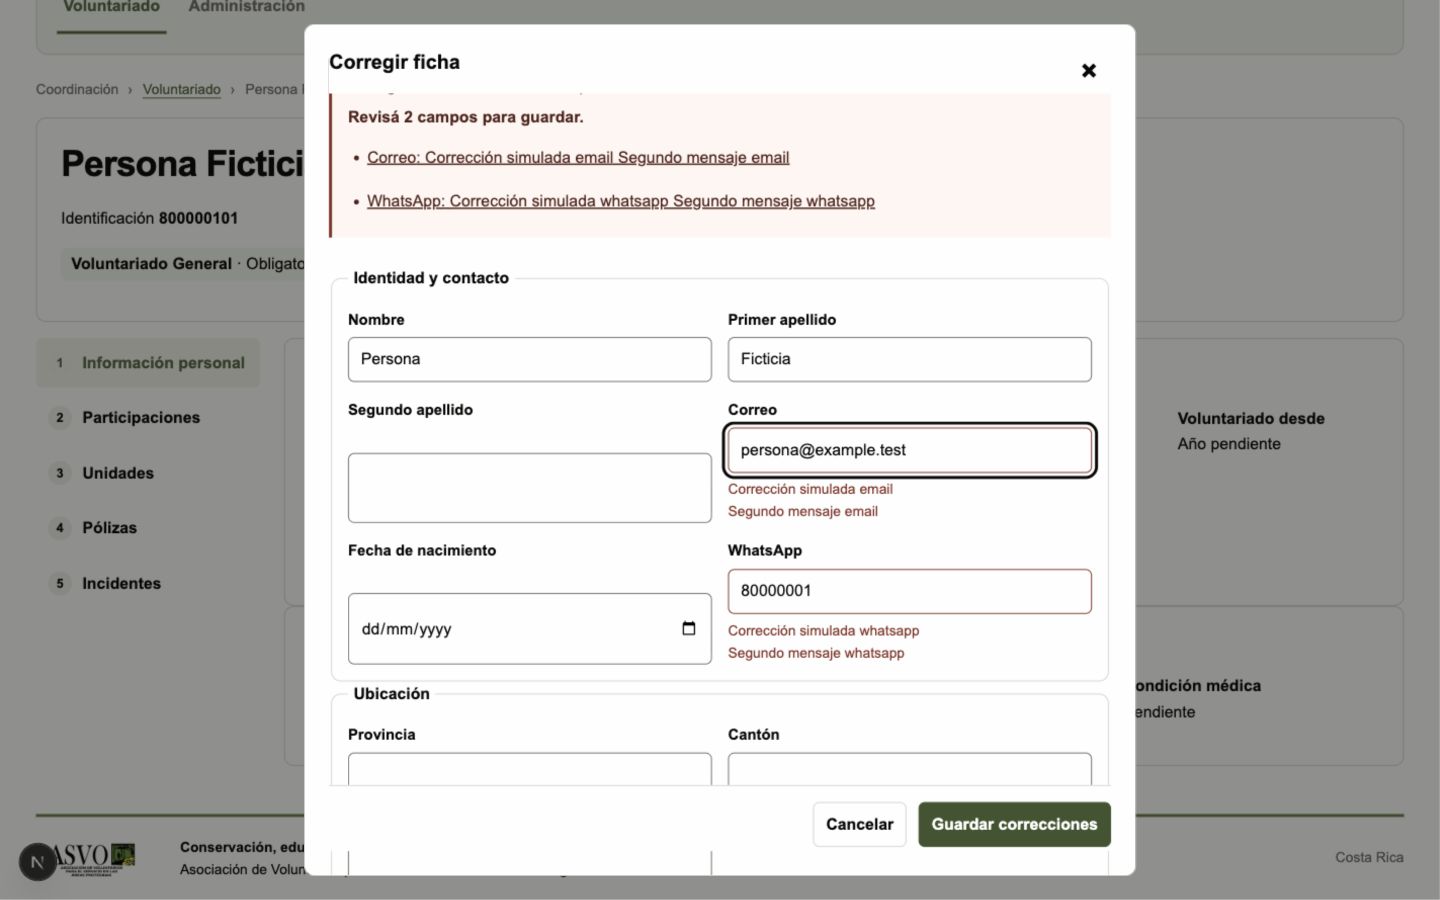 Voluntariado Administración
Coordinación › Voluntariado › Persona
Persona Fictici
Identificación 800000101
Voluntariado General · Obligato
1 Información personal
2 Participaciones
3 Unidades
4 Pólizas
5 Incidentes
Corregir ficha
Revisá 2 campos para guardar.
• Correo: Corrección simulada email Segundo mensaje email
• WhatsApp: Corrección simulada whatsapp Segundo mensaje whatsapp
Identidad y contacto
Nombre
Persona
Primer apellido
Ficticia
Segundo apellido
Correo
persona@example.test
Corrección simulada email
Segundo mensaje email
Fecha de nacimiento
dd/mm/yyyy
WhatsApp
80000001
Corrección simulada whatsapp
Segundo mensaje whatsapp
Ubicación
Provincia
Cantón
Cancelar
Guardar correcciones
Voluntariado desde
Año pendiente
ondición médica
endiente
N
ASVO
Conservación, edu
Asociación de Volun
Costa Rica